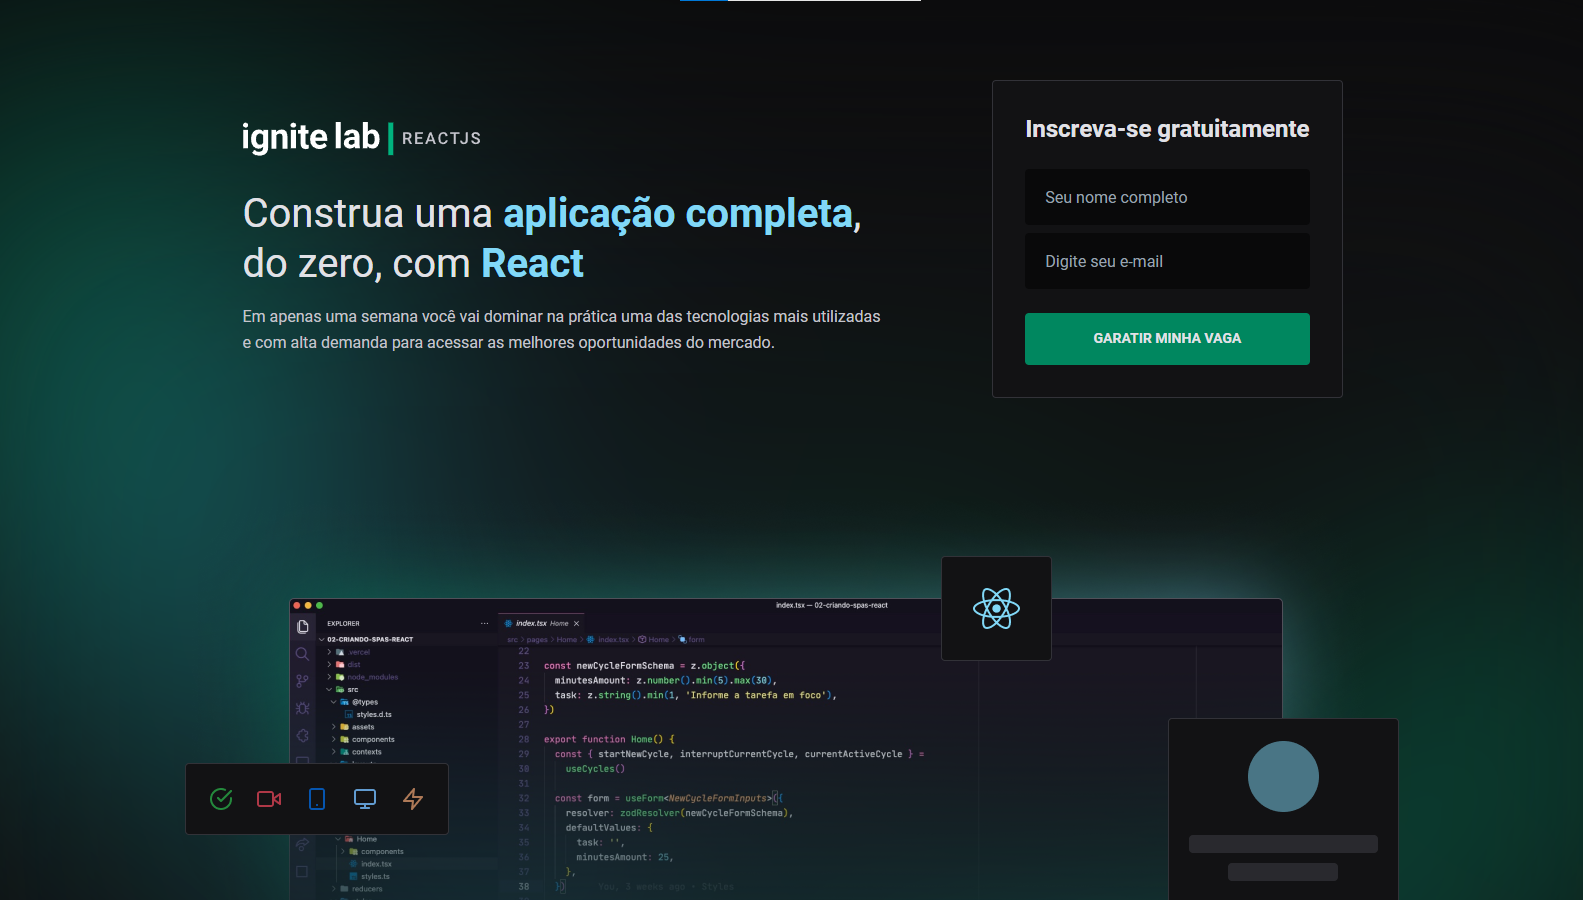 ignite lab | REACTJS
Construa uma aplicação completa,
do zero, com React
Em apenas uma semana você vai dominar na prática uma das tecnologias mais utilizadas
e com alta demanda para acessar as melhores oportunidades do mercado.
Inscreva-se gratuitamente
Seu nome completo
Digite seu e-mail
GARATIR MINHA VAGA
index.tsx — 02-criando-spas-react
EXPLORER
02-CRIANDO-SPAS-REACT
.vercel
dist
node_modules
src
@types
styles.d.ts
assets
components
contexts
Home
components
index.tsx
styles.ts
reducers
index.tsx Home
src > pages > Home > index.tsx > Home > form
22
23 const newCycleFormSchema = z.object({
24 minutesAmount: z.number().min(5).max(30),
25 task: z.string().min(1, 'Informe a tarefa em foco'),
26 })
27
28 export function Home() {
29 const { startNewCycle, interruptCurrentCycle, currentActiveCycle } =
30 useCycles()
31
32 const form = useForm<NewCycleFormInputs>({
33 resolver: zodResolver(newCycleFormSchema),
34 defaultValues: {
35 task: '',
36 minutesAmount: 25,
37 },
38 }) You, 3 weeks ago • Styles